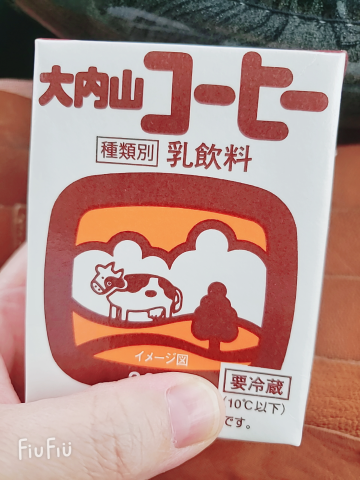 大内山コーヒー
種類別 乳飲料
イメージ図
要冷蔵
(10℃以下)
です。
FiuFiu